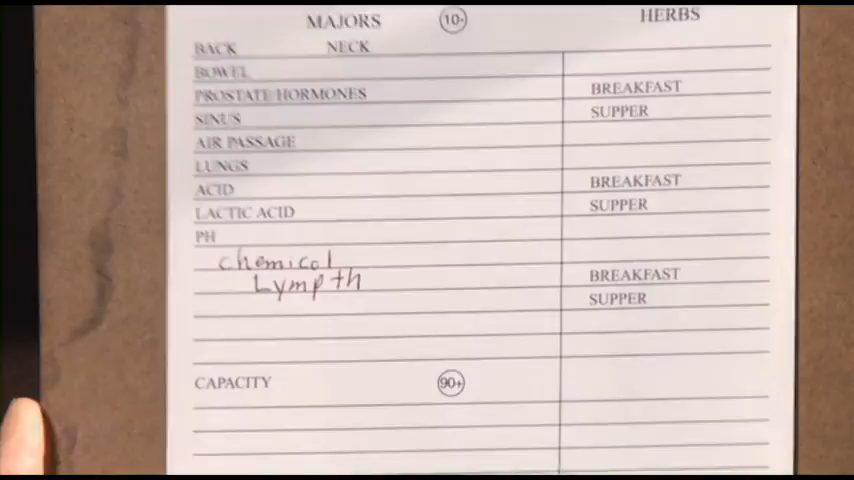 MAJORS 10- HERBS
BACK NECK
BOWEL
PROSTATE/HORMONES BREAKFAST
SINUS SUPPER
AIR PASSAGE
LUNGS
ACID BREAKFAST
LACTIC ACID SUPPER
PH
chemical
Lympth BREAKFAST
SUPPER
CAPACITY 90+